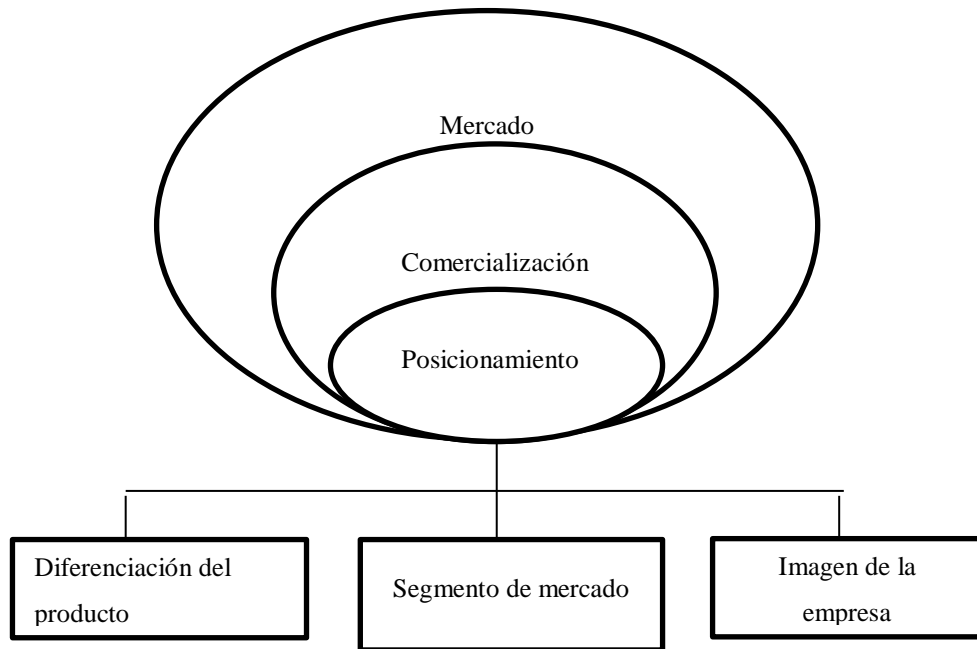 Mercado
Comercialización
Posicionamiento
Diferenciación del
producto
Segmento de mercado
Imagen de la
empresa